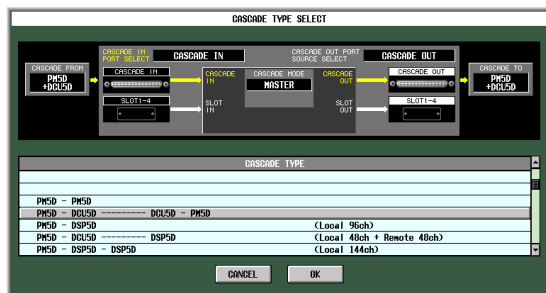 CASCADE TYPE SELECT
CASCADE IN PORT SELECT
CASCADE IN
CASCADE OUT PORT SOURCE SELECT
CASCADE OUT
CASCADE FROM
PM5D +DCU5D
CASCADE IN
CASCADE IN
CASCADE MODE
MASTER
CASCADE OUT
CASCADE OUT
CASCADE TO
PM5D +DCU5D
SLOT1-4
SLOT IN
SLOT OUT
SLOT1-4
CASCADE TYPE
PM5D - PM5D
PM5D - DCU5D --------- DCU5D - PM5D
PM5D - DSP5D (Local 96ch)
PM5D - DCU5D --------- DSP5D (Local 48ch + Remote 48ch)
PM5D - DSP5D - DSP5D (Local 144ch)
CANCEL OK